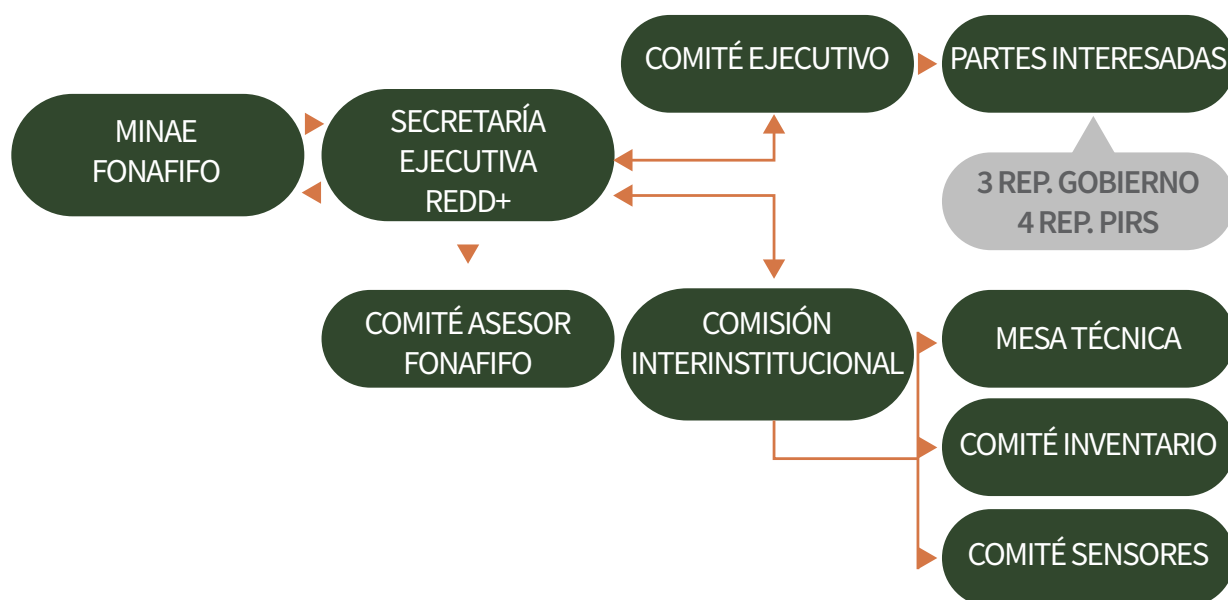 COMITÉ EJECUTIVO
PARTES INTERESADAS
MINAE
FONAFIFO
SECRETARÍA
EJECUTIVA
REDD+
3 REP. GOBIERNO
4 REP. PIRS
COMITÉ ASESOR
FONAFIFO
COMISIÓN
INTERINSTITUCIONAL
MESA TÉCNICA
COMITÉ INVENTARIO
COMITÉ SENSORES